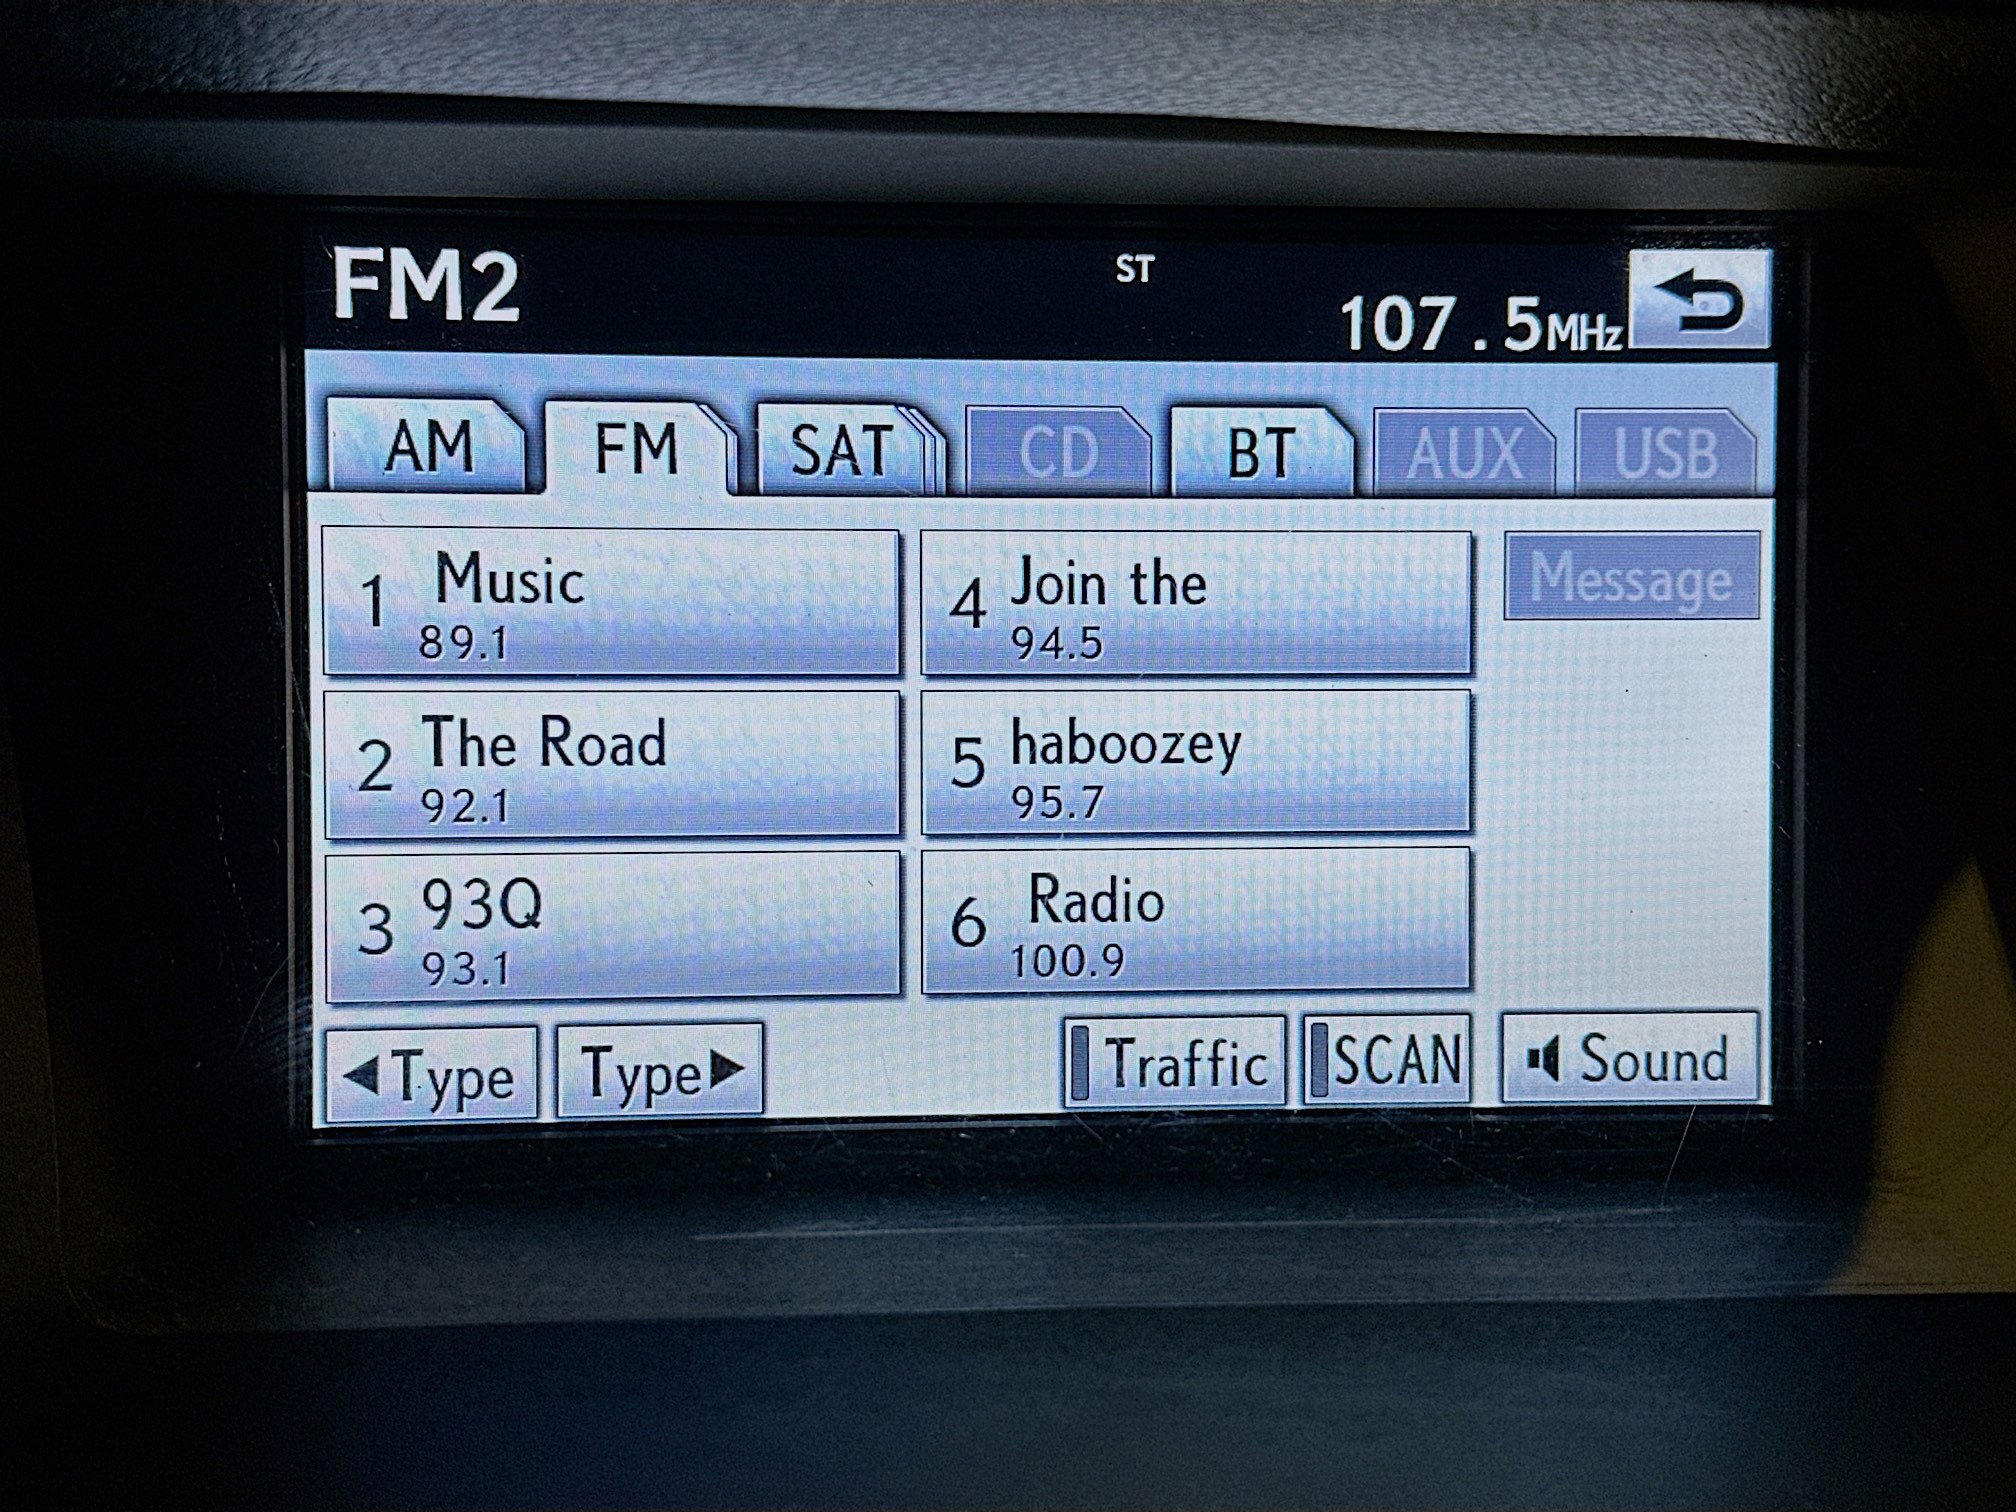 FM2
ST
107.5MHz
AM FM SAT CD BT AUX USB
1 Music
89.1
4 Join the
94.5
Message
2 The Road
92.1
5 haboozey
95.7
3 93Q
93.1
6 Radio
100.9
◀Type Type▶ Traffic SCAN Sound